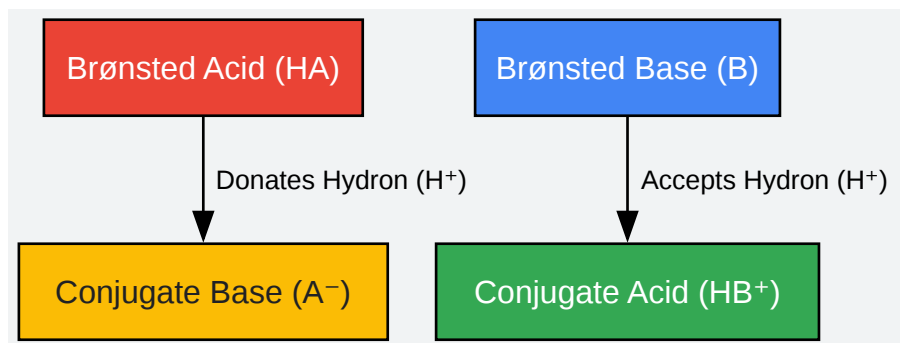 Brønsted Acid (HA)
Brønsted Base (B)
Donates Hydron (H⁺)
Accepts Hydron (H⁺)
Conjugate Base (A⁻)
Conjugate Acid (HB⁺)